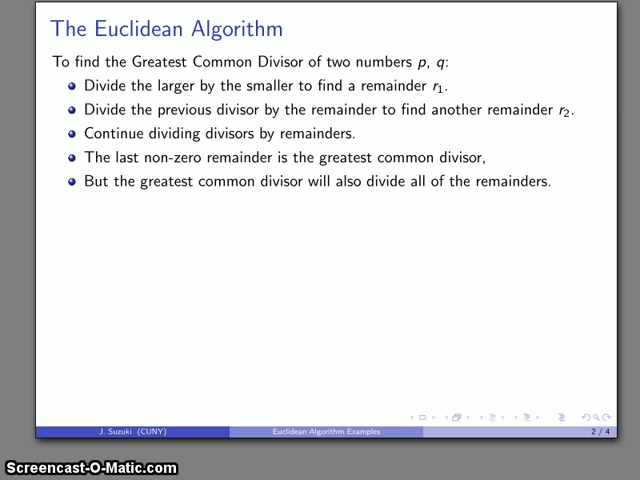 The Euclidean Algorithm
To find the Greatest Common Divisor of two numbers p, q:
Divide the larger by the smaller to find a remainder r₁.
Divide the previous divisor by the remainder to find another remainder r₂.
Continue dividing divisors by remainders.
The last non-zero remainder is the greatest common divisor,
But the greatest common divisor will also divide all of the remainders.
J. Suzuki (CUNY)
Euclidean Algorithm Examples
2 / 4
Screencast-O-Matic.com